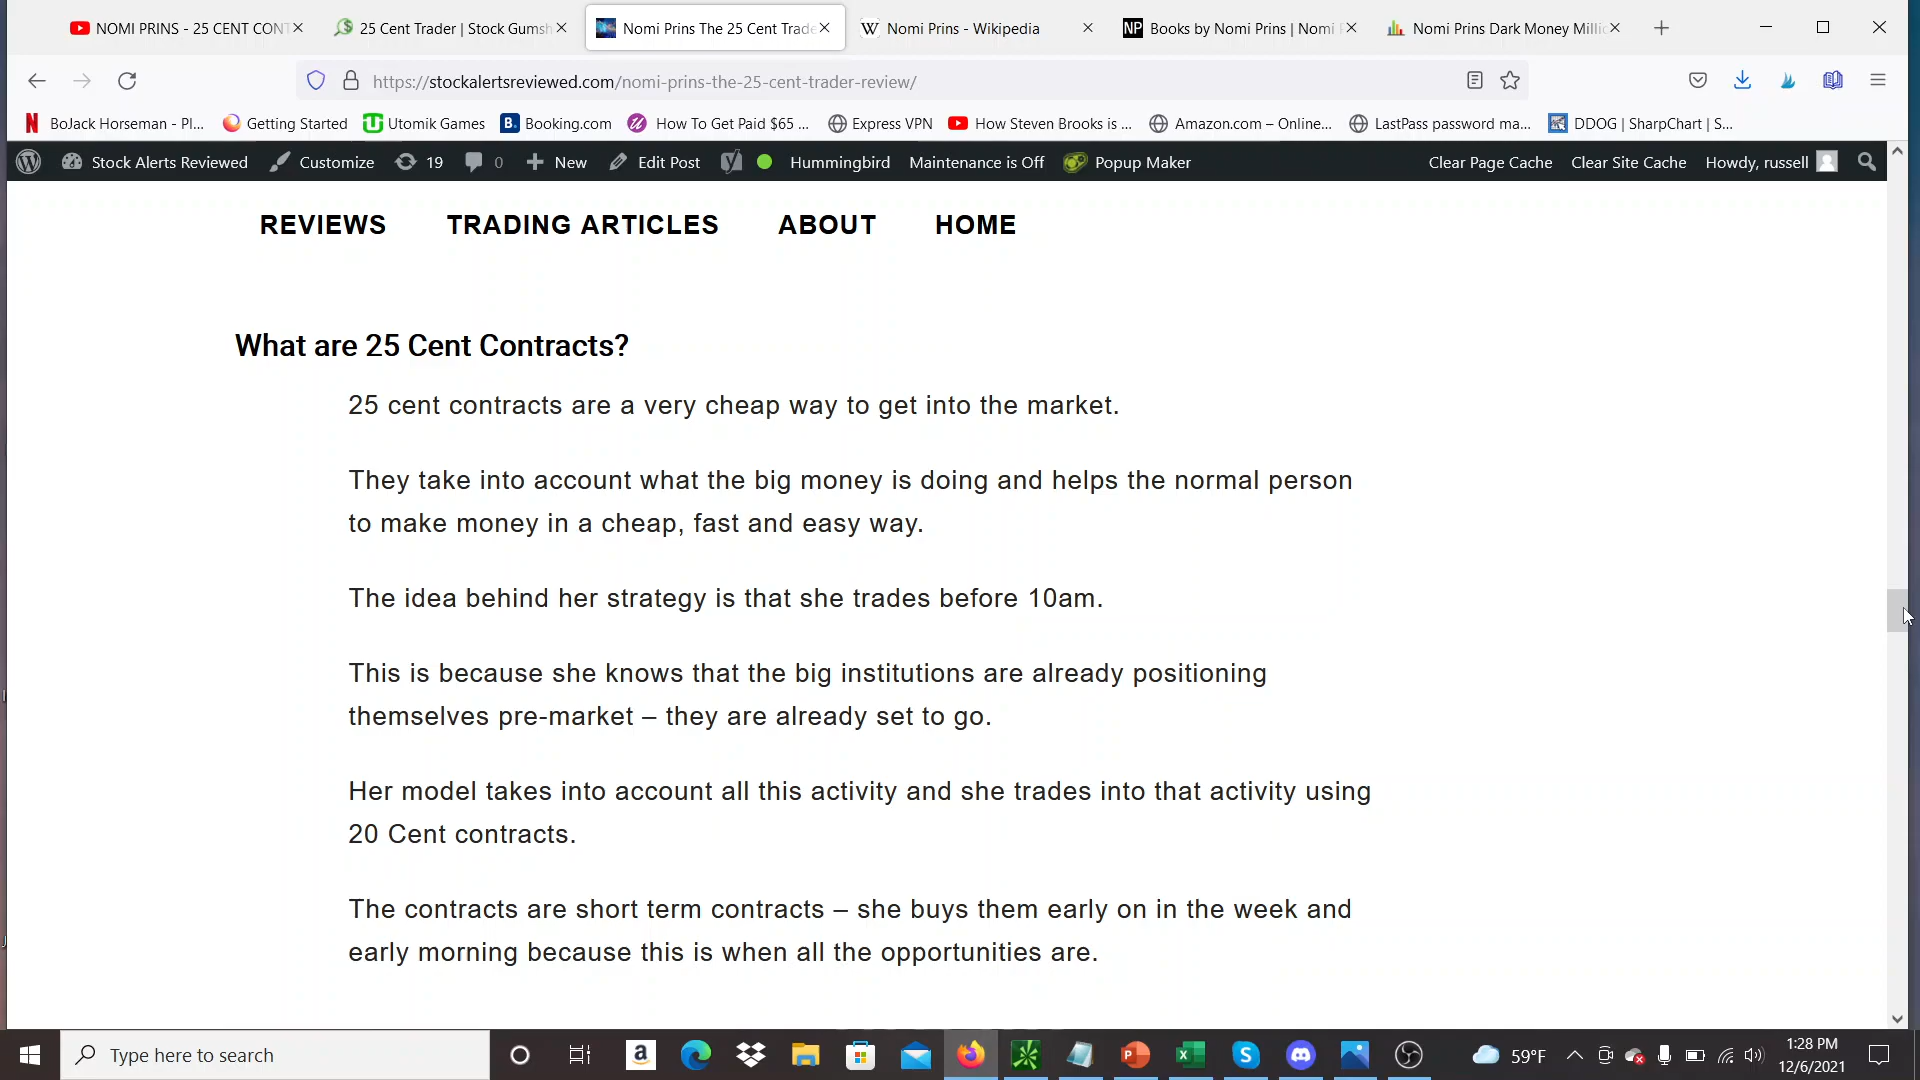 NOMI PRINS - 25 CENT CONT
25 Cent Trader | Stock Gumsh
Nomi Prins The 25 Cent Trade
Nomi Prins - Wikipedia
Books by Nomi Prins | Nomi P
Nomi Prins Dark Money Millic
https://stockalertsreviewed.com/nomi-prins-the-25-cent-trader-review/
BoJack Horseman - Pl...
Getting Started
Utomik Games
Booking.com
How To Get Paid $65 ...
Express VPN
How Steven Brooks is ...
Amazon.com – Online...
LastPass password ma...
DDOG | SharpChart | S...
Stock Alerts Reviewed
Customize
19
0
New
Edit Post
Hummingbird
Maintenance is Off
Popup Maker
Clear Page Cache
Clear Site Cache
Howdy, russell
REVIEWS
TRADING ARTICLES
ABOUT
HOME
What are 25 Cent Contracts?
25 cent contracts are a very cheap way to get into the market.
They take into account what the big money is doing and helps the normal person
to make money in a cheap, fast and easy way.
The idea behind her strategy is that she trades before 10am.
This is because she knows that the big institutions are already positioning
themselves pre-market – they are already set to go.
Her model takes into account all this activity and she trades into that activity using
20 Cent contracts.
The contracts are short term contracts – she buys them early on in the week and
early morning because this is when all the opportunities are.
Type here to search
59°F
1:28 PM
12/6/2021